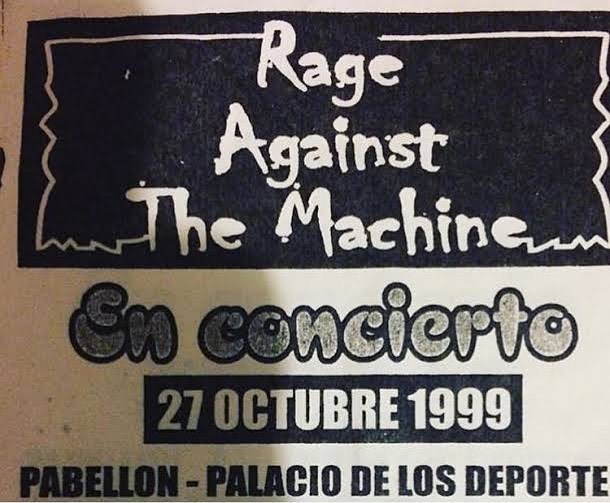 Rage
Against
The Machine
En concierto
27 OCTUBRE 1999
PABELLON - PALACIO DE LOS DEPORTE